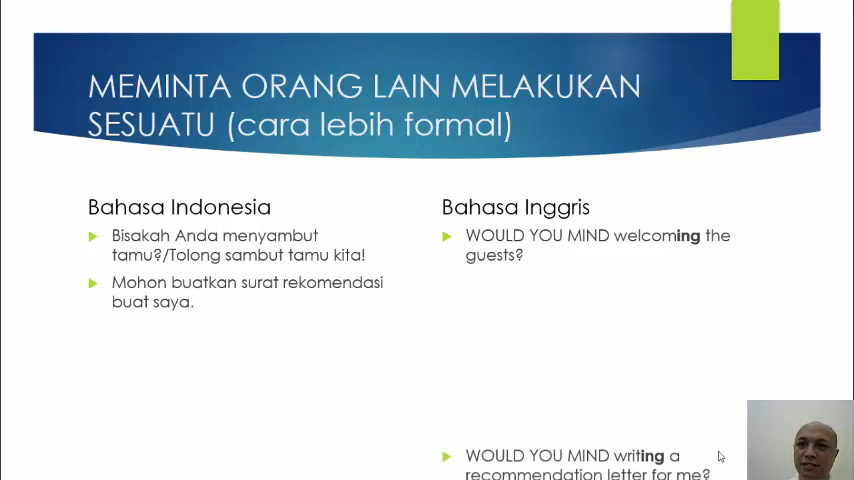 MEMINTA ORANG LAIN MELAKUKAN
SESUATU (cara lebih formal)
Bahasa Indonesia
Bisakah Anda menyambut
tamu?/Tolong sambut tamu kita!
Mohon buatkan surat rekomendasi
buat saya.
Bahasa Inggris
WOULD YOU MIND welcoming the
guests?
WOULD YOU MIND writing a
recommendation letter for me?